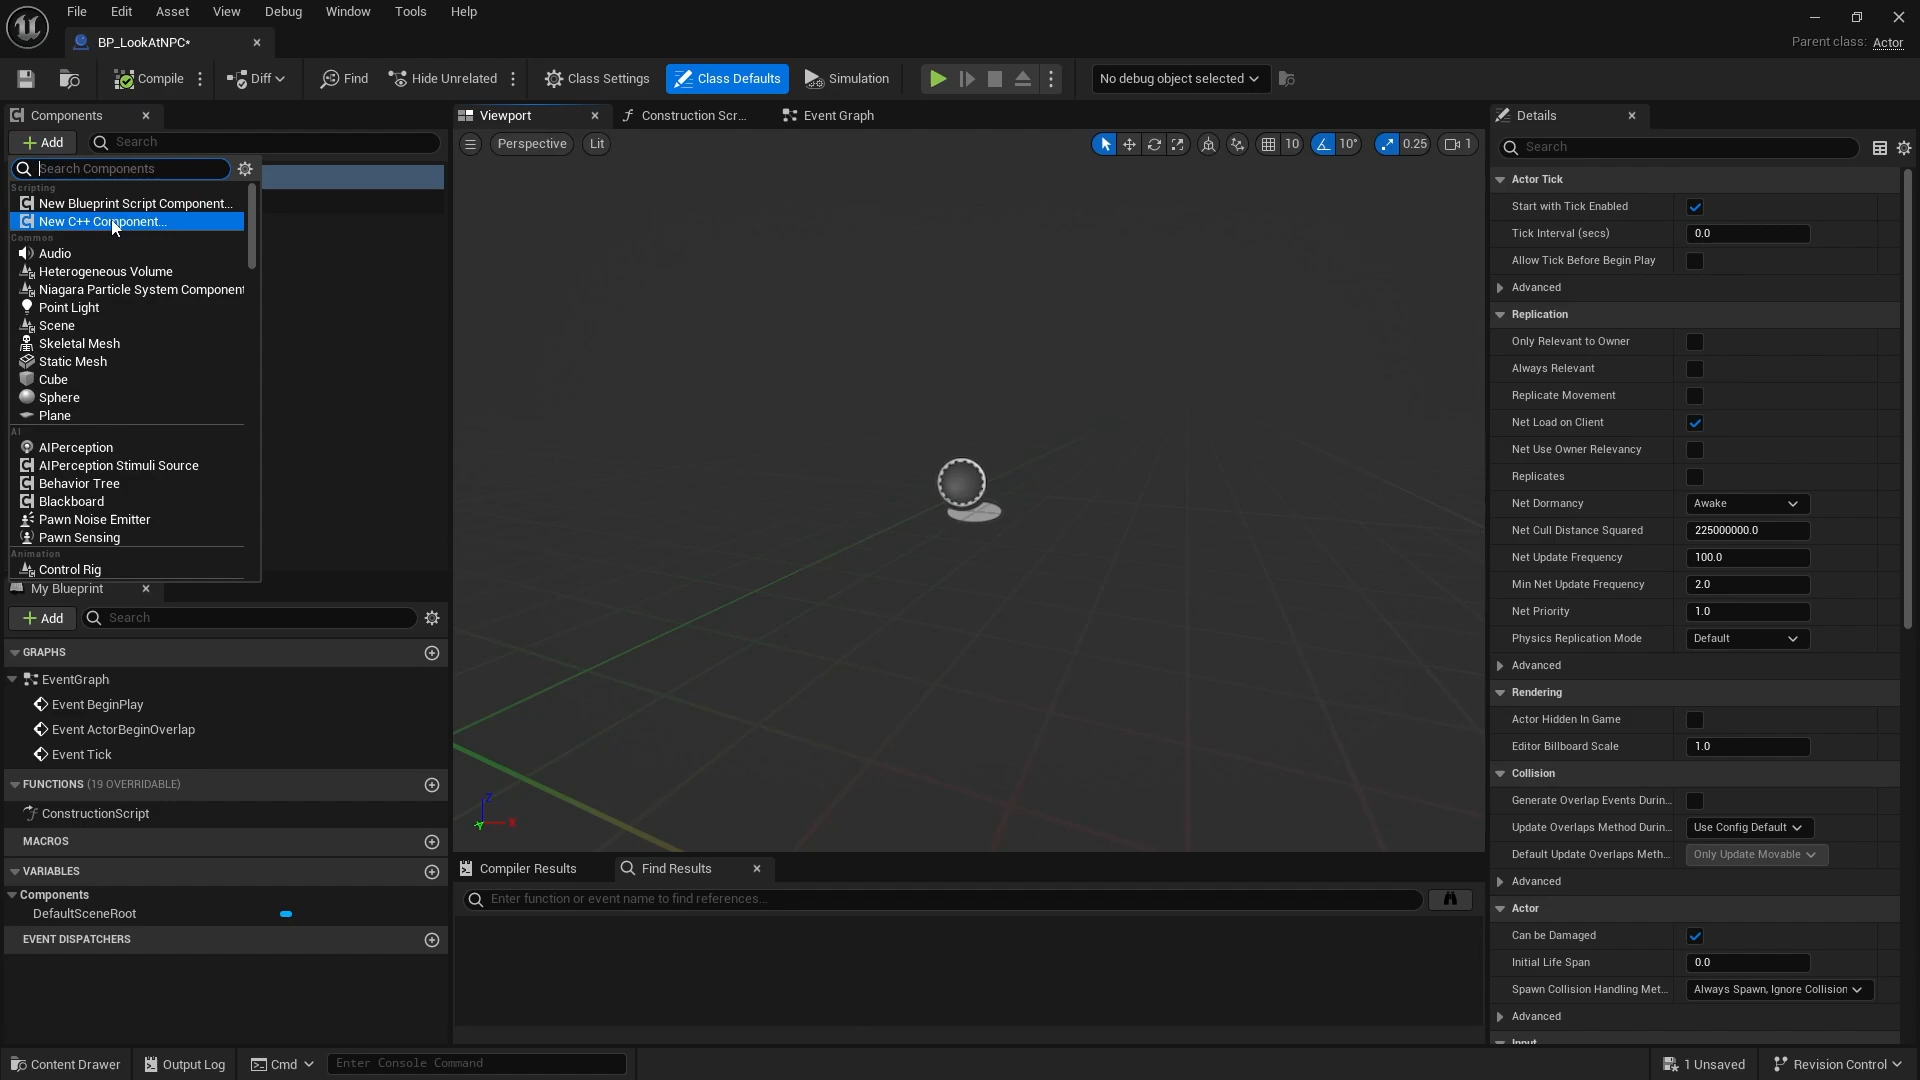 File Edit Asset View Debug Window Tools Help
BP_LookAtNPC*
Parent class: Actor
Compile Diff Find Hide Unrelated Class Settings Class Defaults Simulation No debug object selected
Components
Add Search
Search Components
Scripting
New Blueprint Script Component...
New C++ Component...
Common
Audio
Heterogeneous Volume
Niagara Particle System Component
Point Light
Scene
Skeletal Mesh
Static Mesh
Cube
Sphere
Plane
AI
AIPerception
AIPerception Stimuli Source
Behavior Tree
Blackboard
Pawn Noise Emitter
Pawn Sensing
Animation
Control Rig
My Blueprint
Add Search
GRAPHS
EventGraph
Event BeginPlay
Event ActorBeginOverlap
Event Tick
FUNCTIONS (19 OVERRIDABLE)
ConstructionScript
MACROS
VARIABLES
Components
DefaultSceneRoot
EVENT DISPATCHERS
Viewport Construction Scr... Event Graph
Perspective Lit 10 10° 0.25 1
Z
X
Y
Compiler Results Find Results
Enter function or event name to find references...
Details
Search
Actor Tick
Start with Tick Enabled
Tick Interval (secs) 0.0
Allow Tick Before Begin Play
Advanced
Replication
Only Relevant to Owner
Always Relevant
Replicate Movement
Net Load on Client
Net Use Owner Relevancy
Replicates
Net Dormancy Awake
Net Cull Distance Squared 225000000.0
Net Update Frequency 100.0
Min Net Update Frequency 2.0
Net Priority 1.0
Physics Replication Mode Default
Advanced
Rendering
Actor Hidden In Game
Editor Billboard Scale 1.0
Collision
Generate Overlap Events Durin...
Update Overlaps Method Durin... Use Config Default
Default Update Overlaps Meth... Only Update Movable
Advanced
Actor
Can be Damaged
Initial Life Span 0.0
Spawn Collision Handling Met... Always Spawn, Ignore Collision
Advanced
Input
Content Drawer Output Log Cmd Enter Console Command 1 Unsaved Revision Control